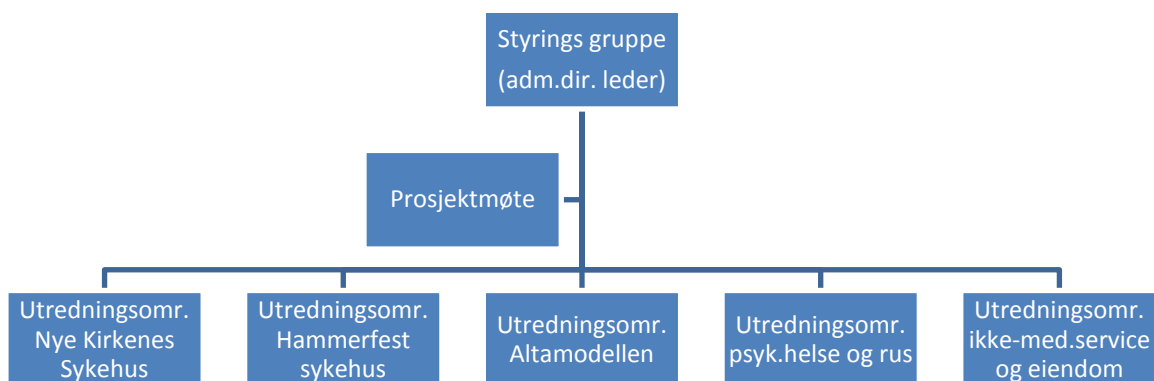 Styrings gruppe
(adm.dir. leder)
Prosjektmøte
Utredningsomr.
Nye Kirkenes
Sykehus
Utredningsomr.
Hammerfest
sykehus
Utredningsomr.
Altamodellen
Utredningsomr.
psyk.helse og rus
Utredningsomr.
ikke-med.service
og eiendom